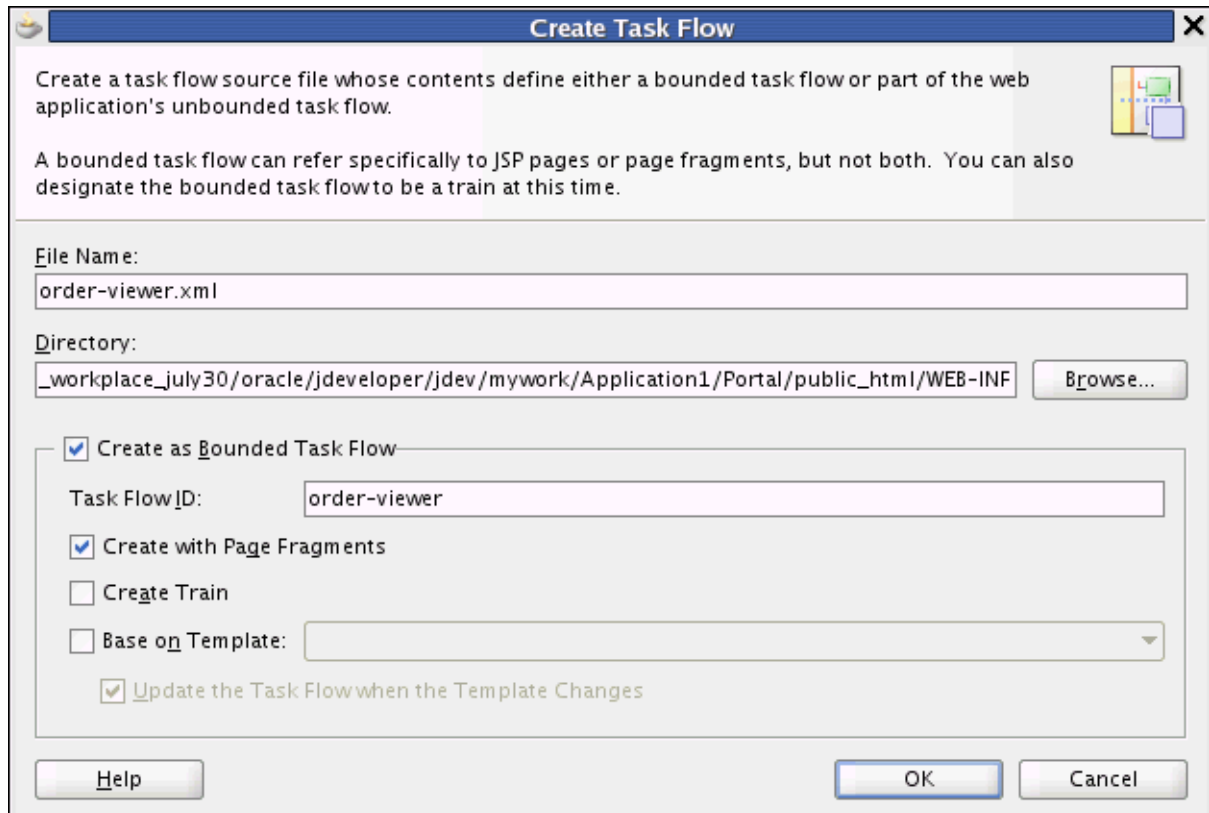 Create Task Flow
Create a task flow source file whose contents define either a bounded task flow or part of the web
application's unbounded task flow.
A bounded task flow can refer specifically to JSP pages or page fragments, but not both. You can also
designate the bounded task flow to be a train at this time.
File Name:
order-viewer.xml
Directory:
_workplace_july30/oracle/jdeveloper/jdev/mywork/Application1/Portal/public_html/WEB-INF
Browse...
Create as Bounded Task Flow
Task Flow ID:
order-viewer
Create with Page Fragments
Create Train
Base on Template:
Update the Task Flow when the Template Changes
Help
OK
Cancel